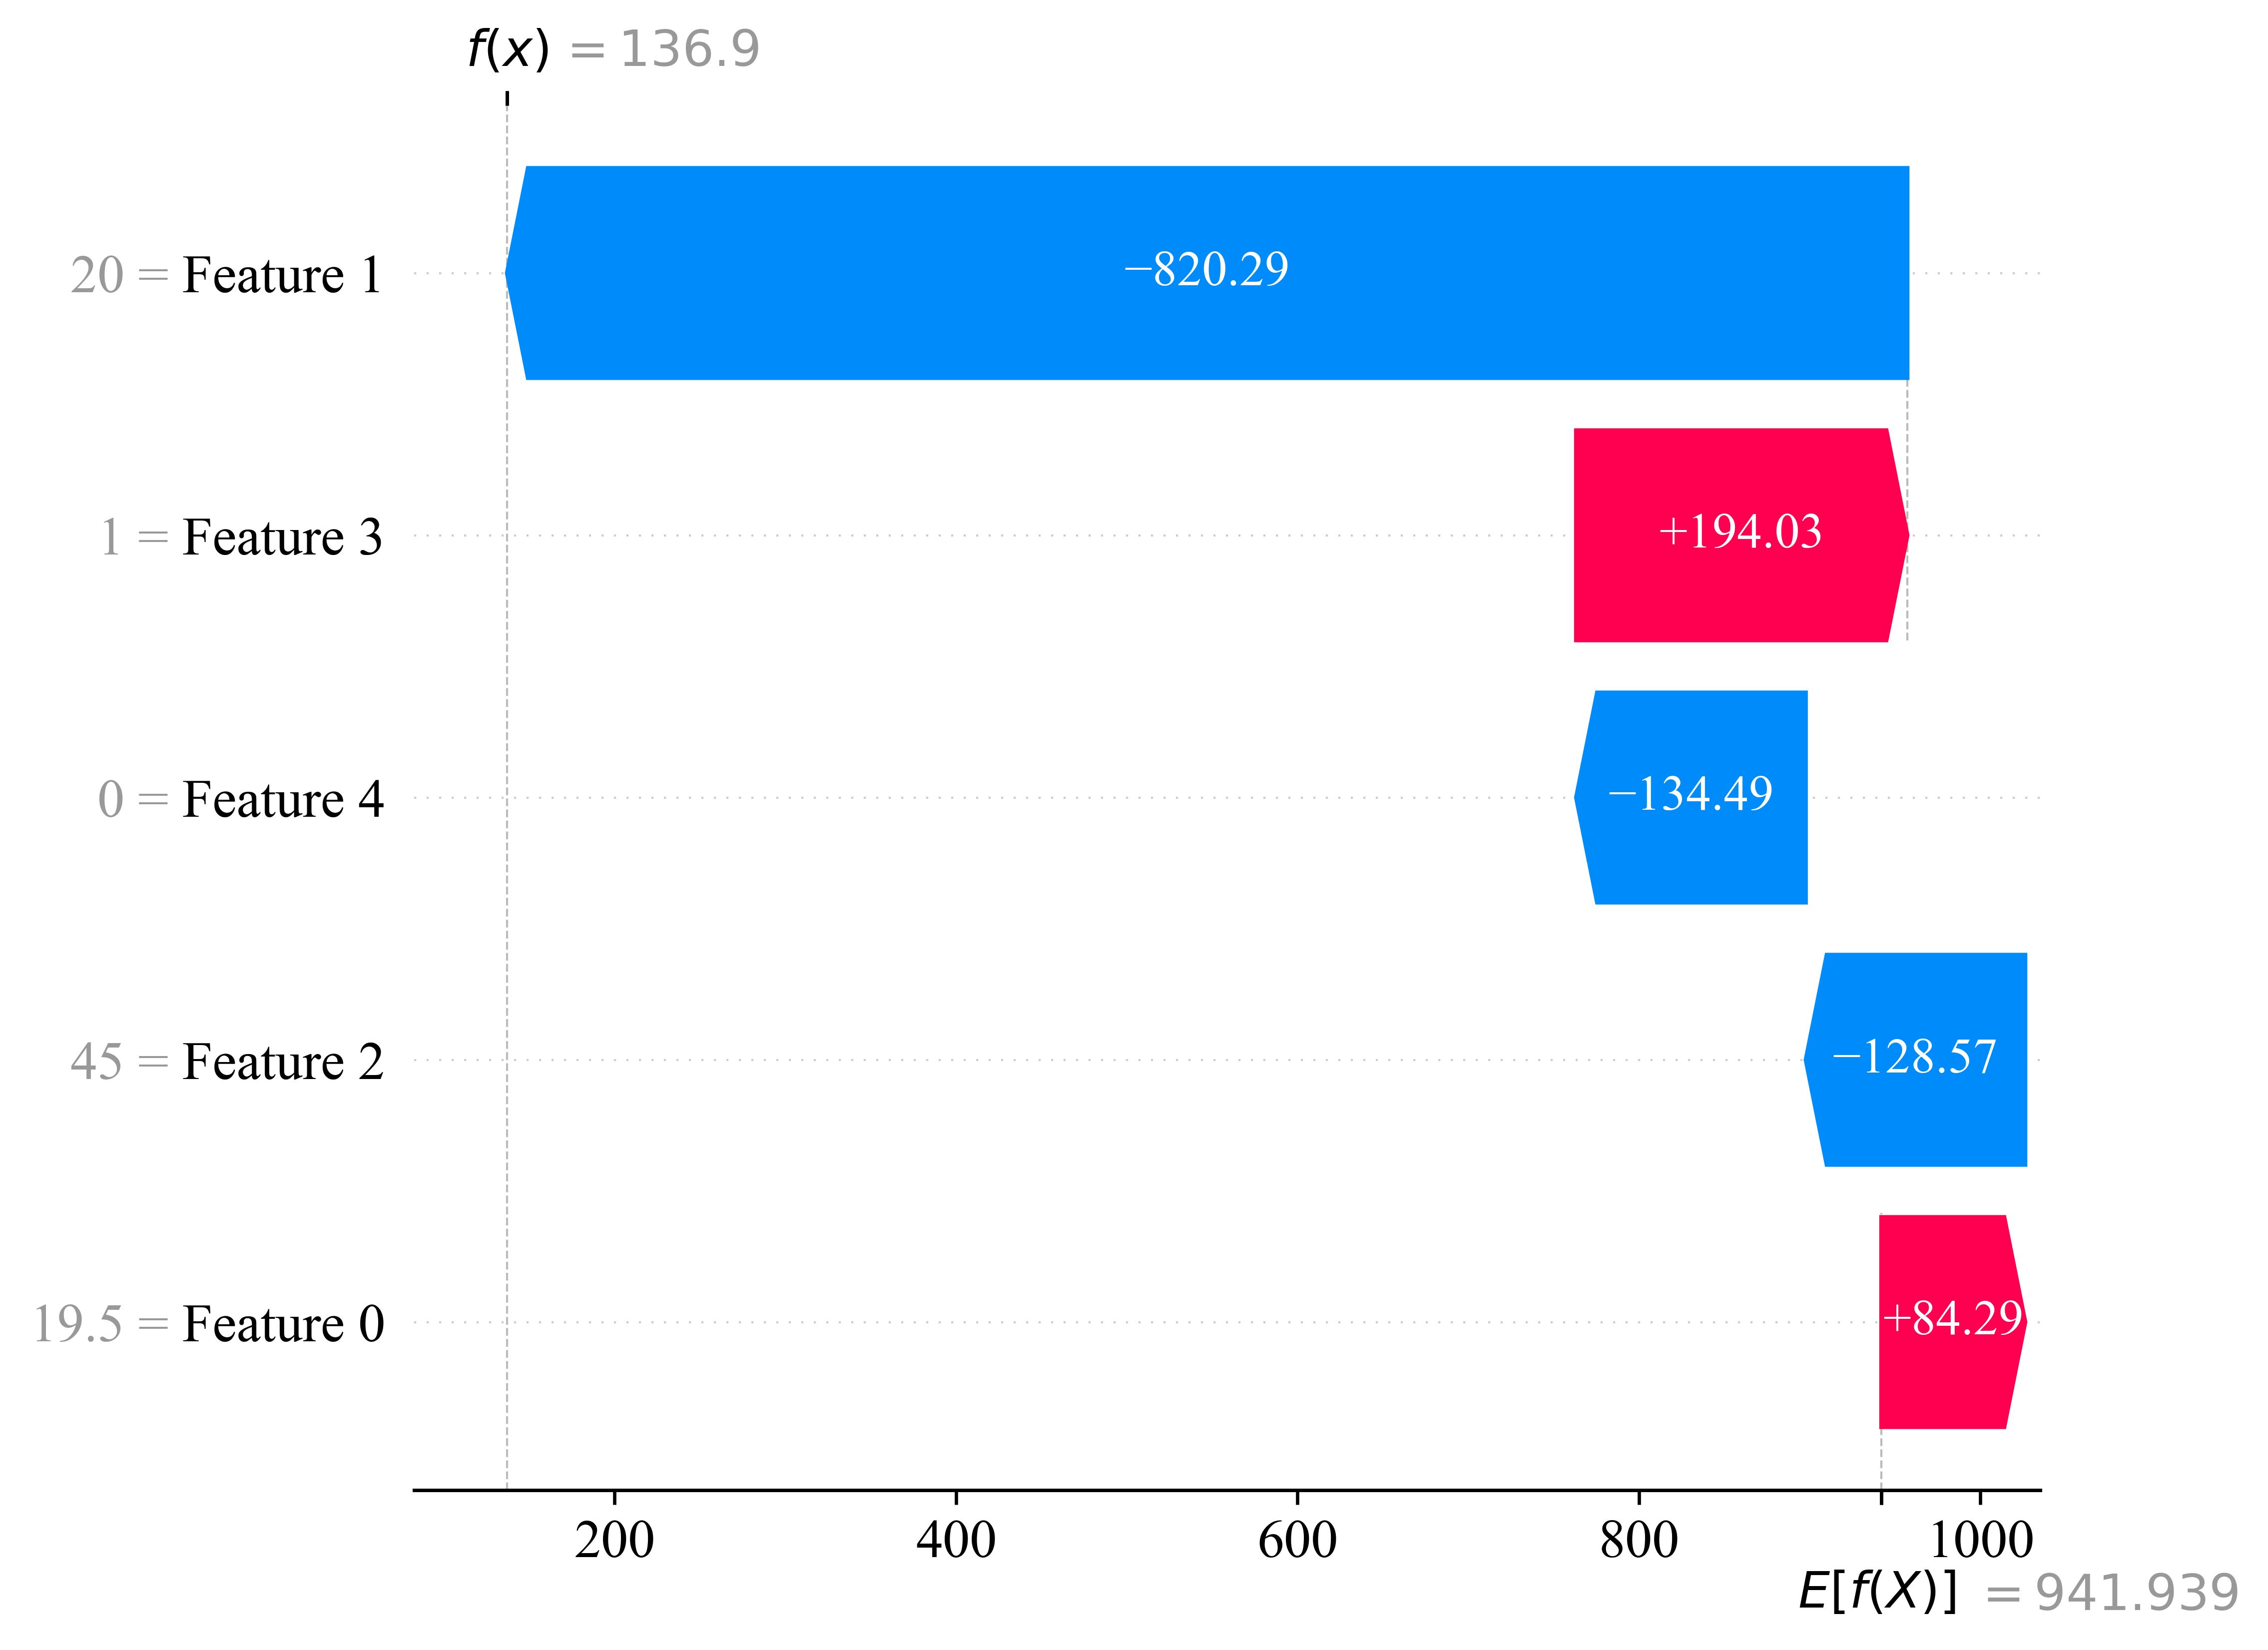 f(x) = 136.9
20 = Feature 1
−820.29
1 = Feature 3
+194.03
0 = Feature 4
−134.49
45 = Feature 2
−128.57
19.5 = Feature 0
+84.29
200 400 600 800 1000
E[f(X)] = 941.939